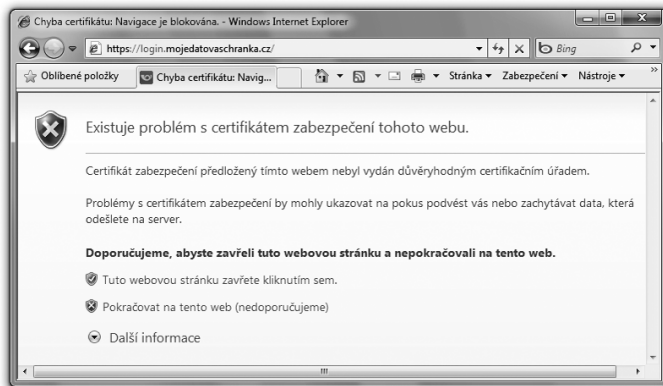 Chyba certifikátu: Navigace je blokována. - Windows Internet Explorer
https://login.mojedatovaschranka.cz/
Bing
Oblíbené položky
Chyba certifikátu: Navig...
Stránka
Zabezpečení
Nástroje
Existuje problém s certifikátem zabezpečení tohoto webu.
Certifikát zabezpečení předložený tímto webem nebyl vydán důvěryhodným certifikačním úřadem.
Problémy s certifikátem zabezpečení by mohly ukazovat na pokus podvést vás nebo zachytávat data, která
odešlete na server.
Doporučujeme, abyste zavřeli tuto webovou stránku a nepokračovali na tento web.
Tuto webovou stránku zavřete kliknutím sem.
Pokračovat na tento web (nedoporučujeme)
Další informace